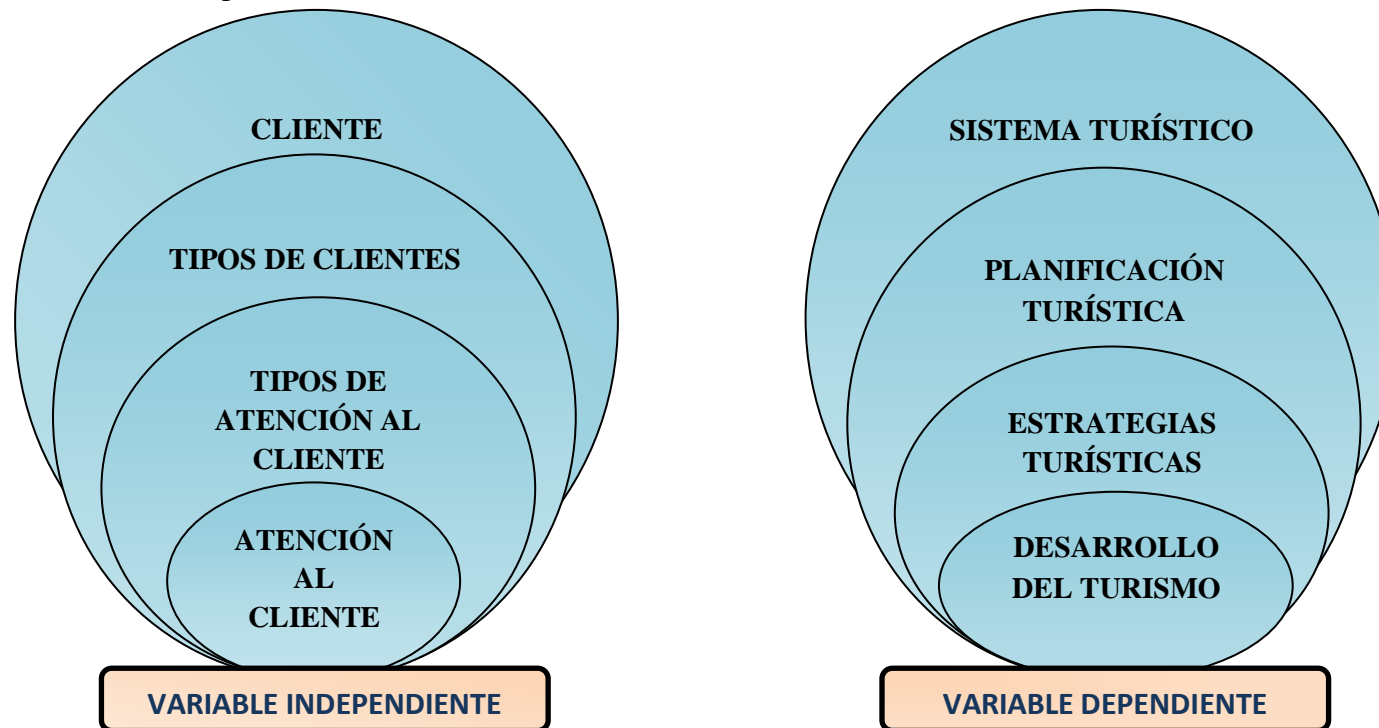 CLIENTE
TIPOS DE CLIENTES
TIPOS DE
ATENCIÓN AL
CLIENTE
ATENCIÓN
AL
CLIENTE
VARIABLE INDEPENDIENTE
SISTEMA TURÍSTICO
PLANIFICACIÓN
TURÍSTICA
ESTRATEGIAS
TURÍSTICAS
DESARROLLO
DEL TURISMO
VARIABLE DEPENDIENTE